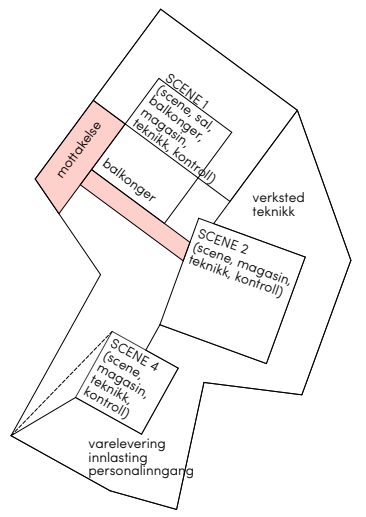 SCENE 1
(scene, sal,
balkonger,
magasin,
teknikk, kontroll)
mottakelse
balkonger
verksted
teknikk
SCENE 2
(scene, magasin,
teknikk, kontroll)
SCENE 4
(scene,
magasin,
teknikk,
kontroll)
varelevering
innlasting
personalinngang